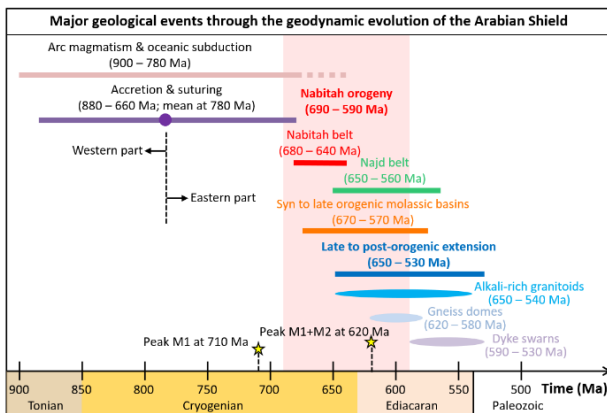 Major geological events through the geodynamic evolution of the Arabian Shield
Arc magmatism & oceanic subduction
(900 – 780 Ma)
Accretion & suturing
(880 – 660 Ma; mean at 780 Ma)
Nabitah orogeny
(690 – 590 Ma)
Nabitah belt
(680 – 640 Ma)
Western part
Najd belt
(650 – 560 Ma)
Eastern part
Syn to late orogenic molassic basins
(670 – 570 Ma)
Late to post-orogenic extension
(650 – 530 Ma)
Alkali-rich granitoids
(650 – 540 Ma)
Gneiss domes
(620 – 580 Ma)
Peak M1 at 710 Ma
Peak M1+M2 at 620 Ma
Dyke swarns
(590 – 530 Ma)
900 850 800 750 700 650 600 550 500 Time (Ma)
Tonian Cryogenian Ediacaran Paleozoic